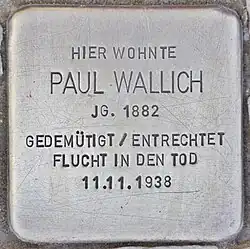 HIER WOHNTE
PAUL WALLICH
JG. 1882
GEDEMÜTIGT / ENTRECHTET
FLUCHT IN DEN TOD
11.11.1938